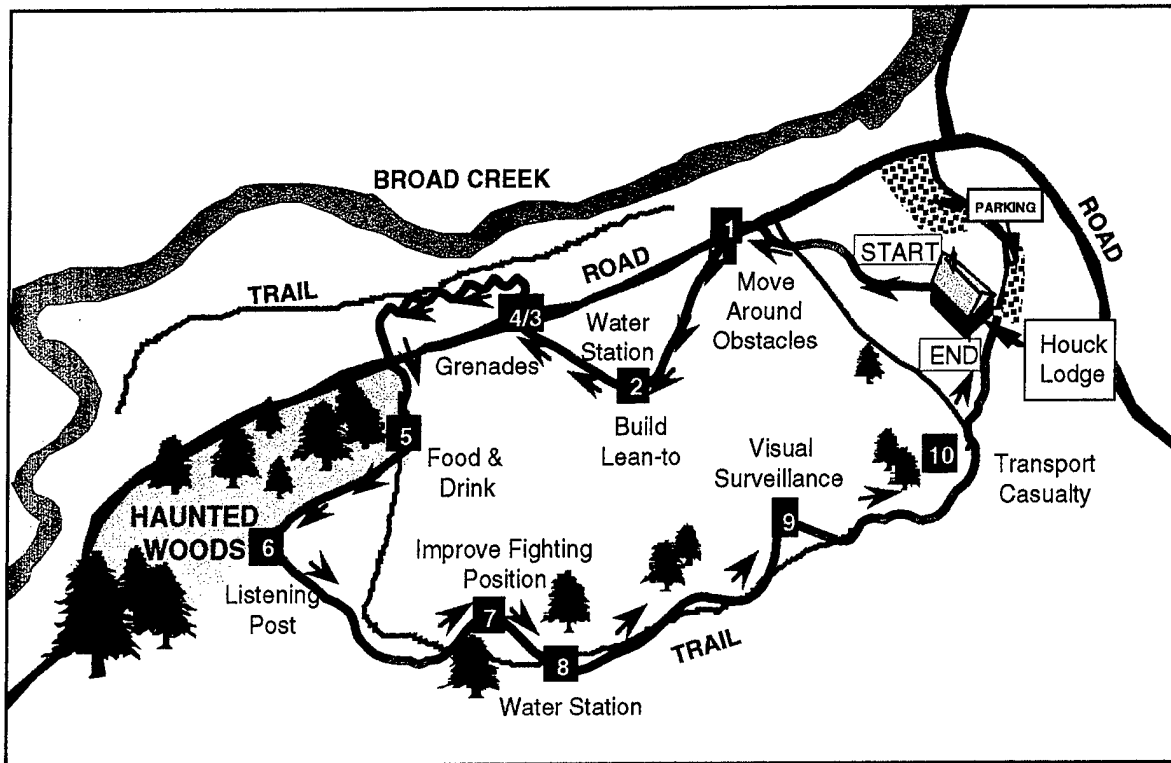 BROAD CREEK
PARKING
ROAD
1
START
ROAD
TRAIL
4/3
Move
Around
Obstacles
Water
Station
Grenades
END
Houck
Lodge
2
Build
Lean-to
5
Food &
Drink
Visual
Surveillance
10
Transport
Casualty
HAUNTED
WOODS
6
9
Improve Fighting
Position
Listening
Post
7
8
TRAIL
Water Station